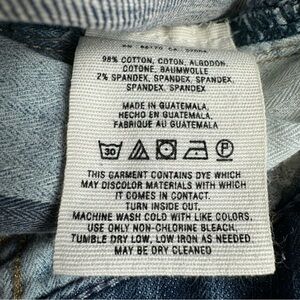 98% COTTON, COTON, ALGODON,
COTONE, BAUMWOLLE
2% SPANDEX, SPANDEX, SPANDEX,
SPANDEX, SPANDEX
MADE IN GUATEMALA.
HECHO EN GUATEMALA.
FABRIQUE AU GUATEMALA
30 P
THIS GARMENT CONTAINS DYE WHICH
MAY DISCOLOR MATERIALS WITH WHICH
IT COMES IN CONTACT.
TURN INSIDE OUT.
MACHINE WASH COLD WITH LIKE COLORS.
USE ONLY NON-CHLORINE BLEACH.
TUMBLE DRY LOW, LOW IRON AS NEEDED.
MAY BE DRY CLEANED